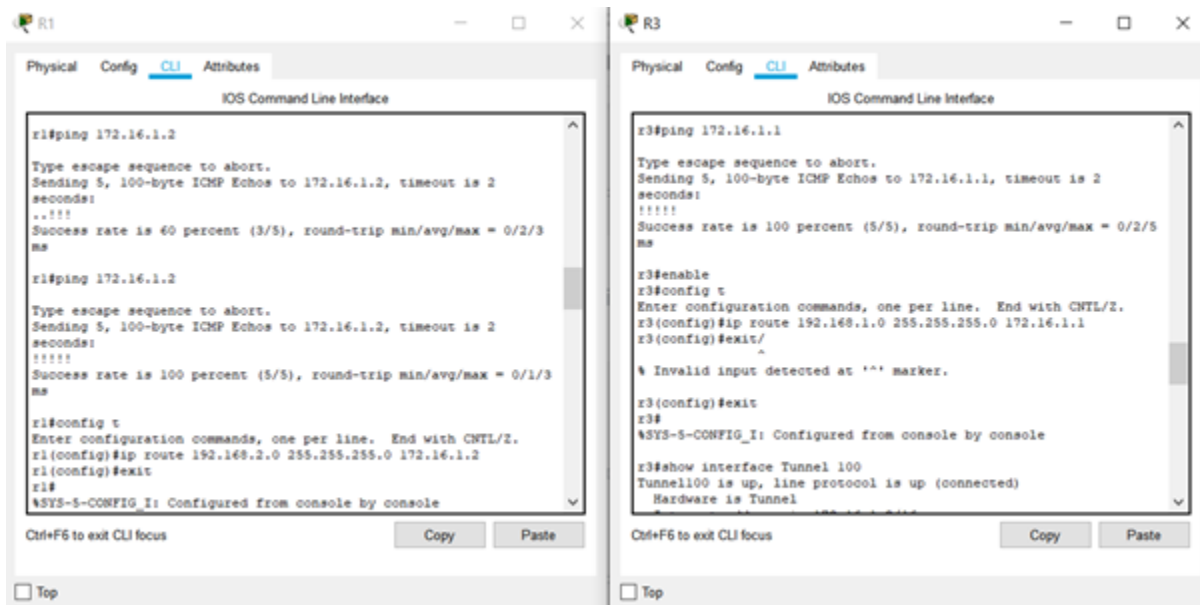 R1
Physical Config CLI Attributes
IOS Command Line Interface
r1#ping 172.16.1.2
Type escape sequence to abort.
Sending 5, 100-byte ICMP Echos to 172.16.1.2, timeout is 2
seconds:
..!!!
Success rate is 60 percent (3/5), round-trip min/avg/max = 0/2/3
ms
r1#ping 172.16.1.2
Type escape sequence to abort.
Sending 5, 100-byte ICMP Echos to 172.16.1.2, timeout is 2
seconds:
!!!!!
Success rate is 100 percent (5/5), round-trip min/avg/max = 0/1/3
ms
r1#config t
Enter configuration commands, one per line. End with CNTL/Z.
r1(config)#ip route 192.168.2.0 255.255.255.0 172.16.1.2
r1(config)#exit
r1#
%SYS-5-CONFIG_I: Configured from console by console
Ctrl+F6 to exit CLI focus
Copy Paste
Top
R3
Physical Config CLI Attributes
IOS Command Line Interface
r3#ping 172.16.1.1
Type escape sequence to abort.
Sending 5, 100-byte ICMP Echos to 172.16.1.1, timeout is 2
seconds:
!!!!!
Success rate is 100 percent (5/5), round-trip min/avg/max = 0/2/5
ms
r3#enable
r3#config t
Enter configuration commands, one per line. End with CNTL/Z.
r3(config)#ip route 192.168.1.0 255.255.255.0 172.16.1.1
r3(config)#exit/
^
% Invalid input detected at '^' marker.
r3(config)#exit
r3#
%SYS-5-CONFIG_I: Configured from console by console
r3#show interface Tunnel 100
Tunnel100 is up, line protocol is up (connected)
Hardware is Tunnel
Ctrl+F6 to exit CLI focus
Copy Paste
Top